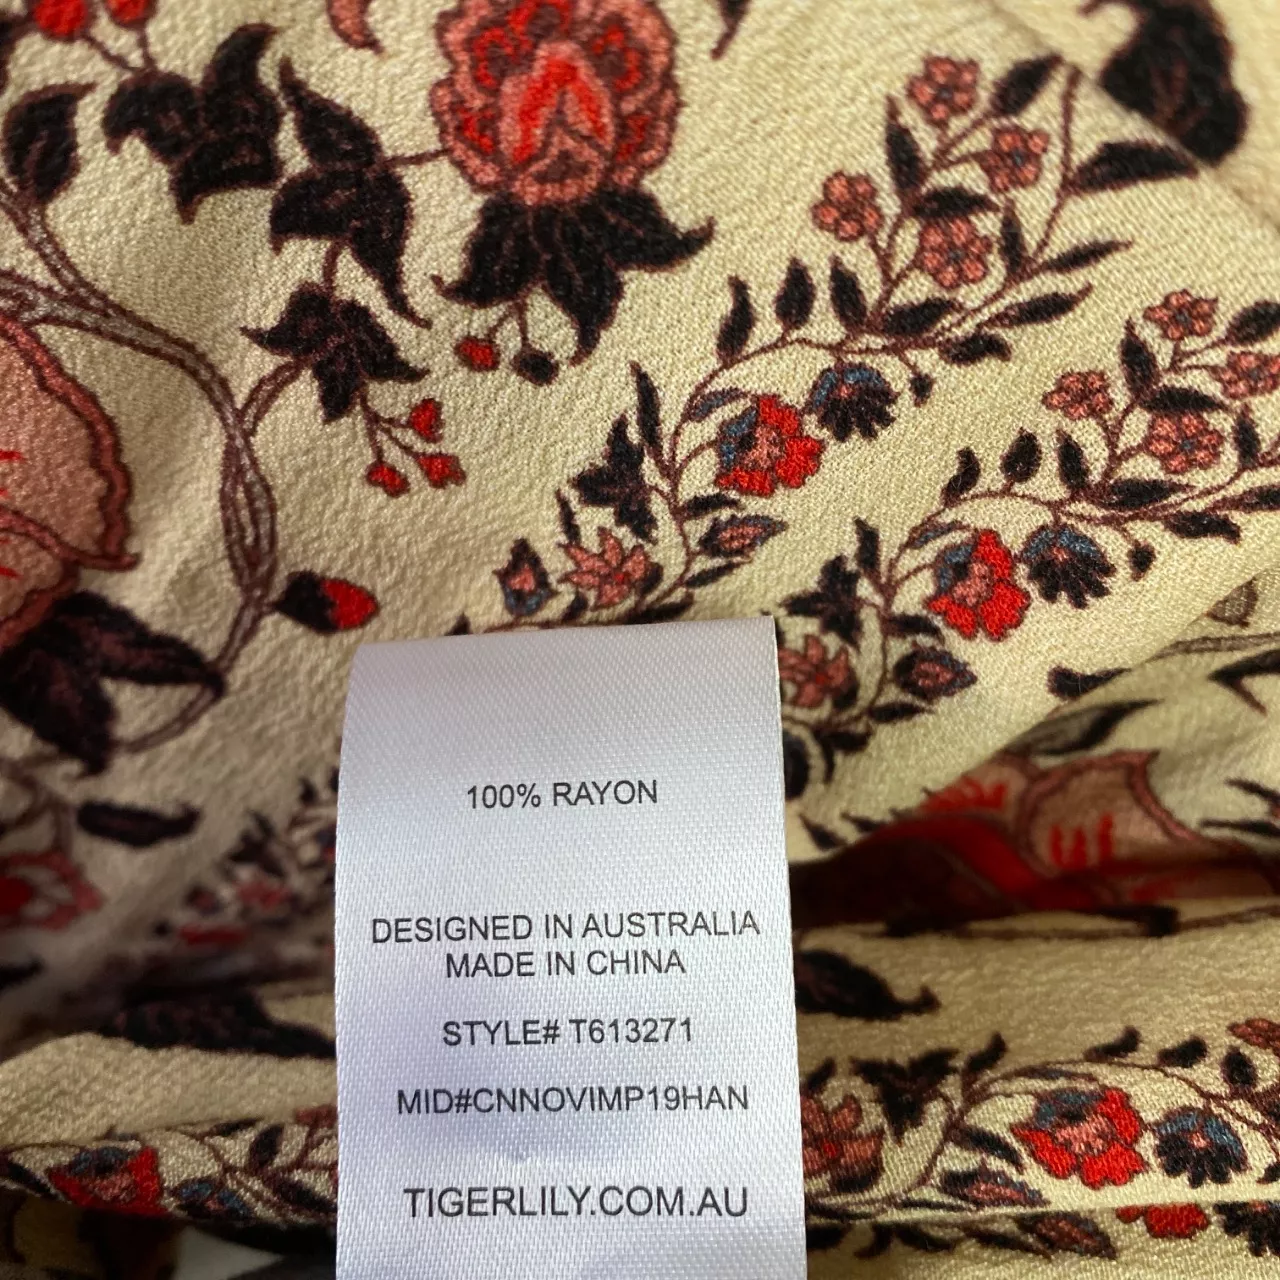 100% RAYON
DESIGNED IN AUSTRALIA
MADE IN CHINA
STYLE# T613271
MID#CNNOVIMP19HAN
TIGERLILY.COM.AU